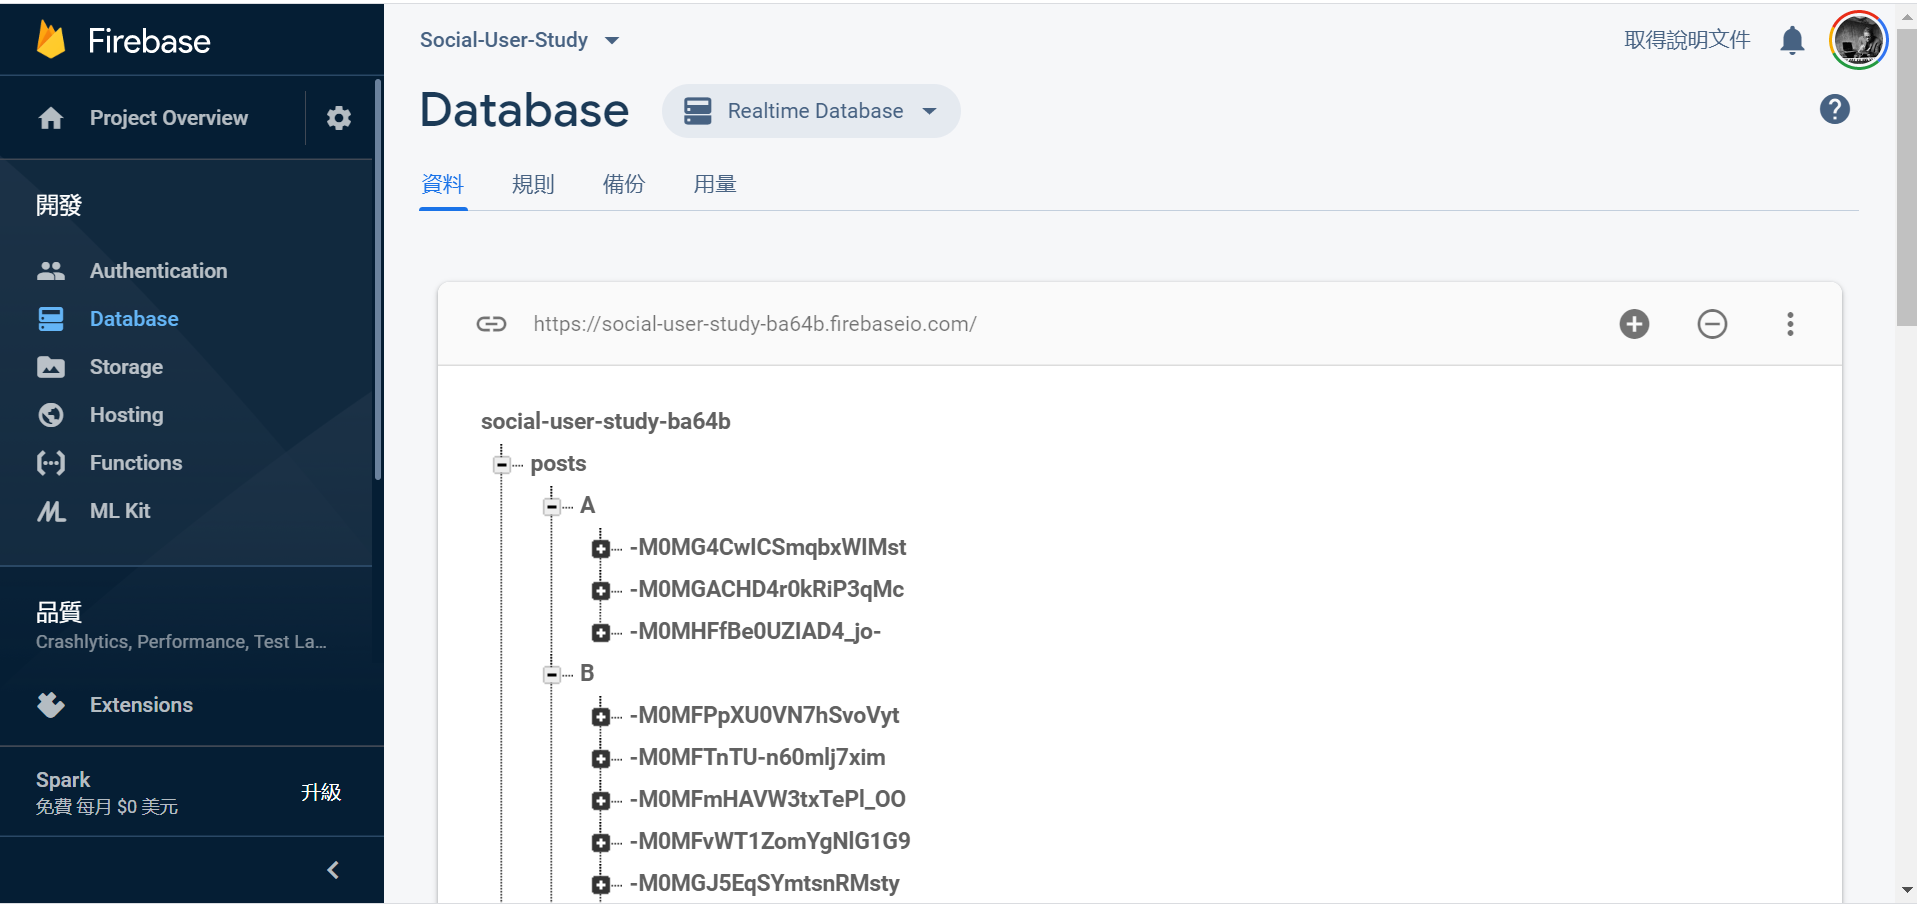 Firebase
Project Overview
開發
Authentication
Database
Storage
Hosting
Functions
ML Kit
品質
Crashlytics, Performance, Test La...
Extensions
Spark
免費 每月 $0 美元
升級
Social-User-Study
取得說明文件
Database
Realtime Database
資料
規則
備份
用量
https://social-user-study-ba64b.firebaseio.com/
social-user-study-ba64b
posts
A
-M0MG4CwICSmqbxWIMst
-M0MGACHD4r0kRiP3qMc
-M0MHFfBe0UZIAD4_jo-
B
-M0MFPpXU0VN7hSvoVyt
-M0MFTnTU-n60mlj7xim
-M0MFmHAVW3txTePl_OO
-M0MFvWT1ZomYgNlG1G9
-M0MGJ5EqSYmtsnRMsty